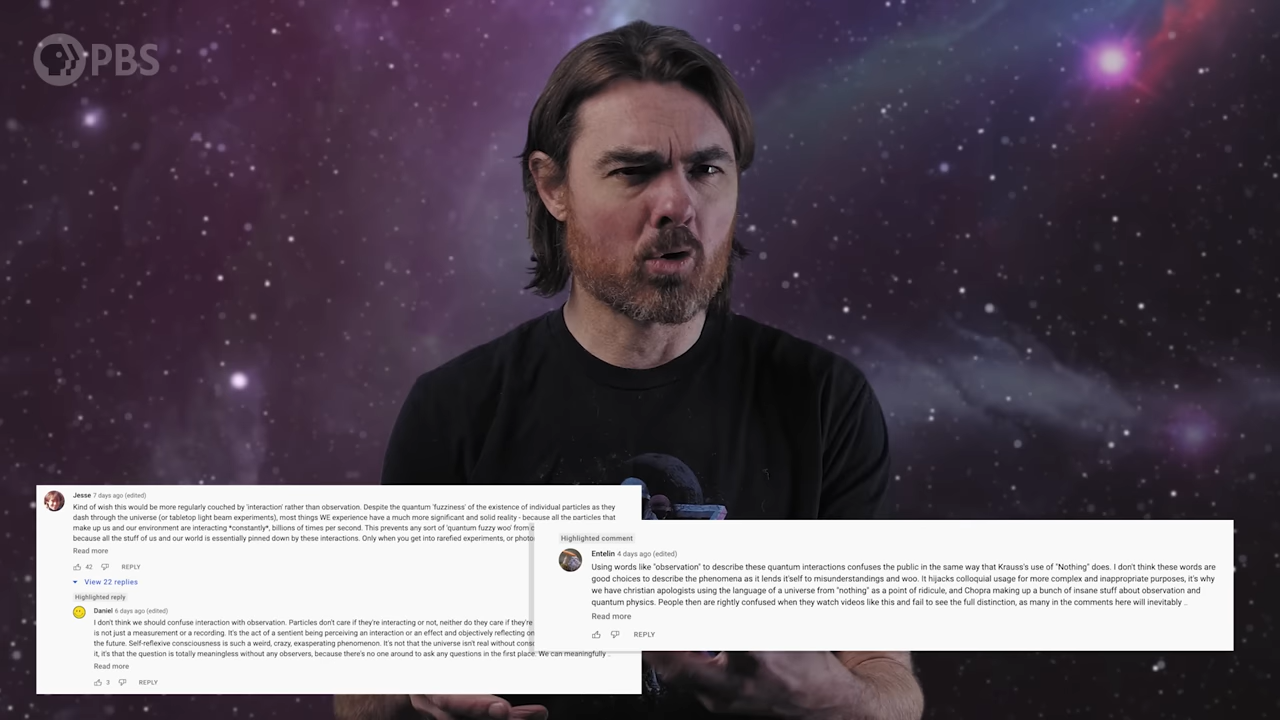 PBS
Jesse 7 days ago (edited)
Kind of wish this would be more regularly couched by 'interaction' rather than observation. Despite the quantum 'fuzziness' of the existence of individual particles as they
dash through the universe (or tabletop light beam experiments), most things WE experience have a much more significant and solid reality - because all the particles that
make up us and our environment are interacting *constantly*, billions of times per second. This prevents any sort of 'quantum fuzzy woo' from
because all the stuff of us and our world is essentially pinned down by these interactions. Only when you get into rarefied experiments, or
Read more
42 REPLY
View 22 replies
Highlighted reply
Daniel 6 days ago (edited)
I don't think we should confuse interaction with observation. Particles don't care if they're interacting or not, neither do they care if they're
is not just a measurement or a recording. It's the act of a sentient being perceiving an interaction or an effect and objectively reflecting on
the future. Self-reflexive consciousness is such a weird, crazy, exasperating phenomenon. It's not that the universe isn't real without
it, it's that the question is totally meaningless without any observers, because there's no one around to ask any questions in the first place. We can meaningfully ..
Read more
3 REPLY
Highlighted comment
Entelin 4 days ago (edited)
Using words like "observation" to describe these quantum interactions confuses the public in the same way that Krauss's use of "Nothing" does. I don't think these words are
good choices to describe the phenomena as it lends itself to misunderstandings and woo. It hijacks colloquial usage for more complex and inappropriate purposes, it's why
we have christian apologists using the language of a universe from "nothing" as a point of ridicule, and Chopra making up a bunch of insane stuff about observation and
quantum physics. People then are rightly confused when they watch videos like this and fail to see the full distinction, as many in the comments here will inevitably ..
Read more
REPLY